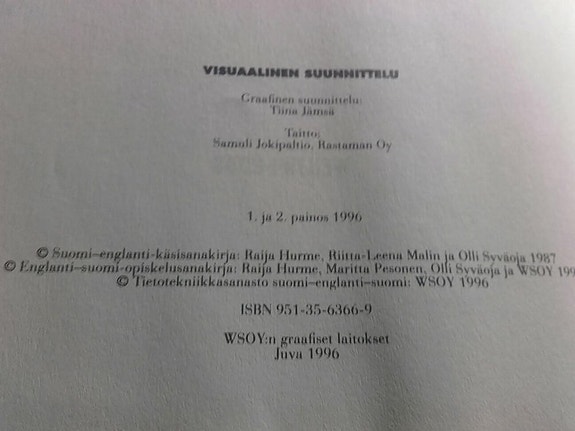 VISUAALINEN SUUNNITTELU
Graafinen suunnittelu:
Tiina Jämsä
Taitto:
Samuli Jokipaltio, Rastaman Oy
1. ja 2. painos 1996
© Suomi–englanti-käsisanakirja: Raija Hurme, Riitta-Leena Malin ja Olli Syväoja 1987
© Englanti–suomi-opiskelusanakirja: Raija Hurme, Maritta Pesonen, Olli Syväoja ja WSOY
© Tietotekniikkasanasto suomi–englanti–suomi: WSOY 1996
ISBN 951-35-6366-9
WSOY:n graafiset laitokset
Juva 1996